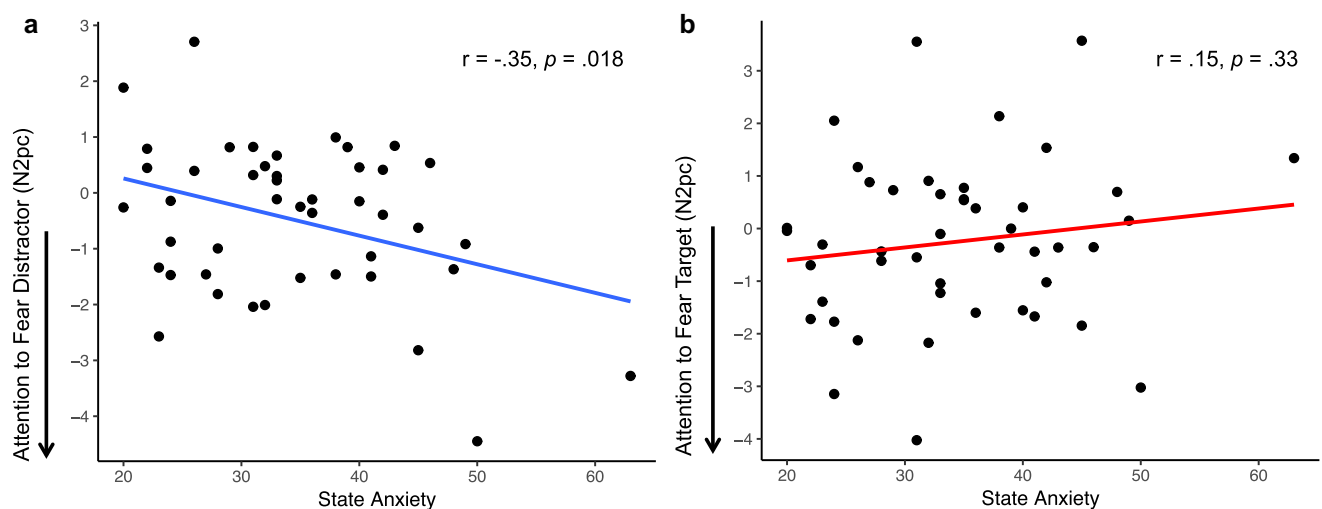 a
r = -.35, p = .018
Attention to Fear Distractor (N2pc)
3
2
1
0
−1
−2
−3
−4
20 30 40 50 60
State Anxiety
b
r = .15, p = .33
Attention to Fear Target (N2pc)
3
2
1
0
−1
−2
−3
−4
20 30 40 50 60
State Anxiety